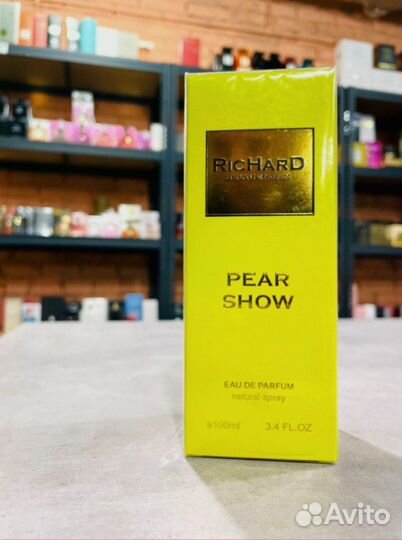 RicHarD
PEAR
SHOW
EAU DE PARFUM
natural spray
e100ml 3.4 FL.OZ
Avito